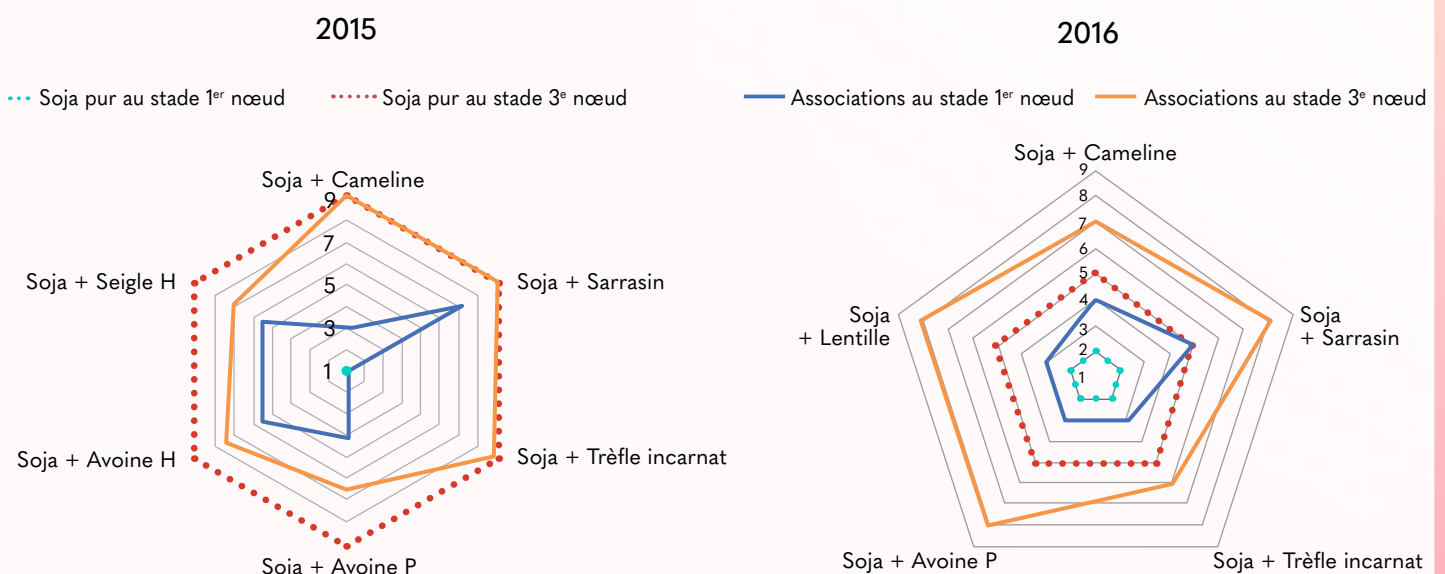 2015
2016
Soja pur au stade 1er nœud
Soja pur au stade 3e nœud
Associations au stade 1er nœud
Associations au stade 3e nœud
Soja + Cameline
9
7
5
3
1
Soja + Sarrasin
Soja + Trèfle incarnat
Soja + Avoine P
Soja + Avoine H
Soja + Seigle H
Soja + Cameline
9
8
7
6
5
4
3
2
1
Soja
+ Sarrasin
Soja + Trèfle incarnat
Soja + Avoine P
Soja
+ Lentille